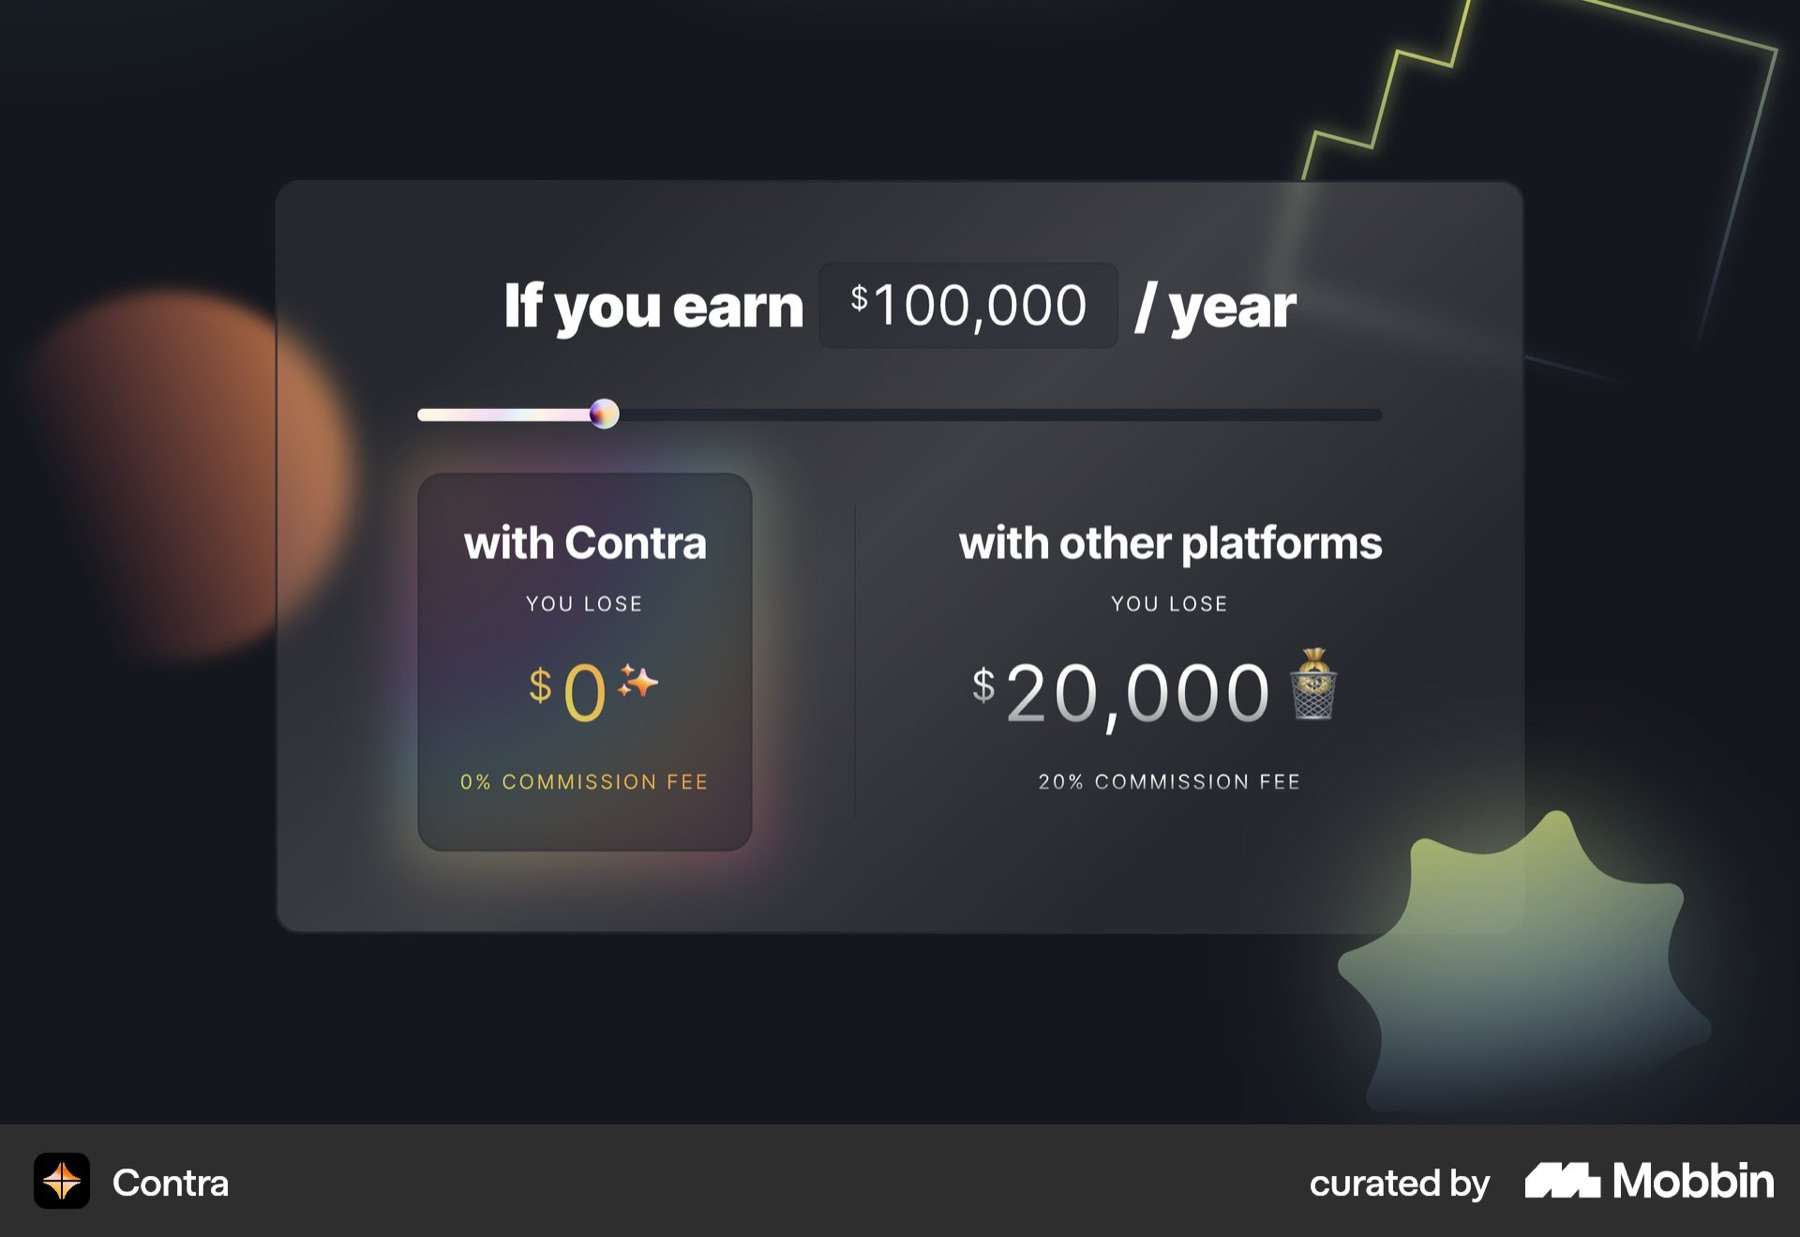 If you earn $100,000 / year
with Contra
YOU LOSE
$0
0% COMMISSION FEE
with other platforms
YOU LOSE
$20,000
20% COMMISSION FEE
Contra
curated by Mobbin